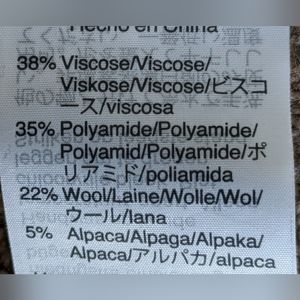 Hecho en China
38% Viscose/Viscose/
Viskose/Viscose/ビスコ
ース/viscosa
35% Polyamide/Polyamide/
Polyamid/Polyamide/ポ
リアミド/poliamida
22% Wool/Laine/Wolle/Wol/
ウール/lana
5% Alpaca/Alpaga/Alpaka/
Alpaca/アルパカ/alpaca